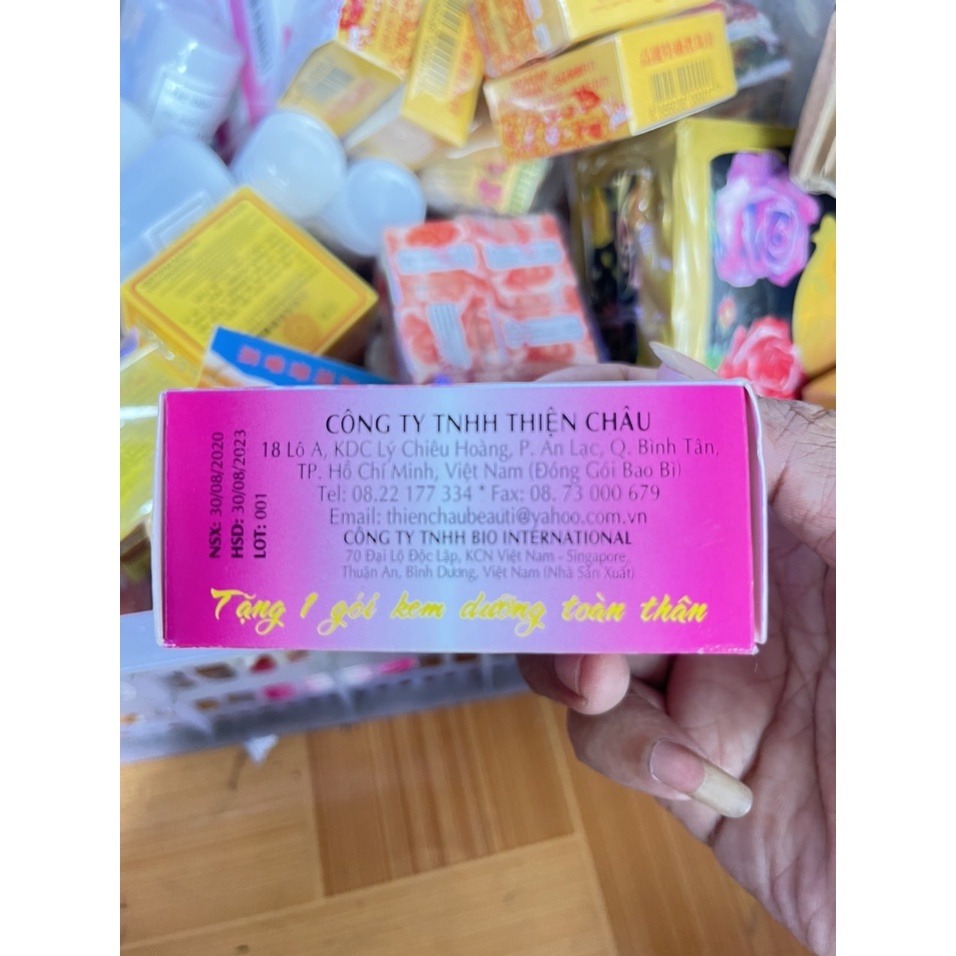 CÔNG TY TNHH THIỆN CHÂU
18 Lô A, KDC Lý Chiêu Hoàng, P. An Lạc, Q. Bình Tân,
TP. Hồ Chí Minh, Việt Nam (Đóng Gói Bao Bì)
Tel: 08.22 177 334 * Fax: 08. 73 000 679
Email: thienchaubeauti@yahoo.com.vn
CÔNG TY TNHH BIO INTERNATIONAL
70 Đại Lộ Độc Lập, KCN Việt Nam - Singapore,
Thuận An, Bình Dương, Việt Nam (Nhà Sản Xuất)
Tặng 1 gói kem dưỡng toàn thân
NSX: 30/08/2020
HSD: 30/08/2023
LOT: 001